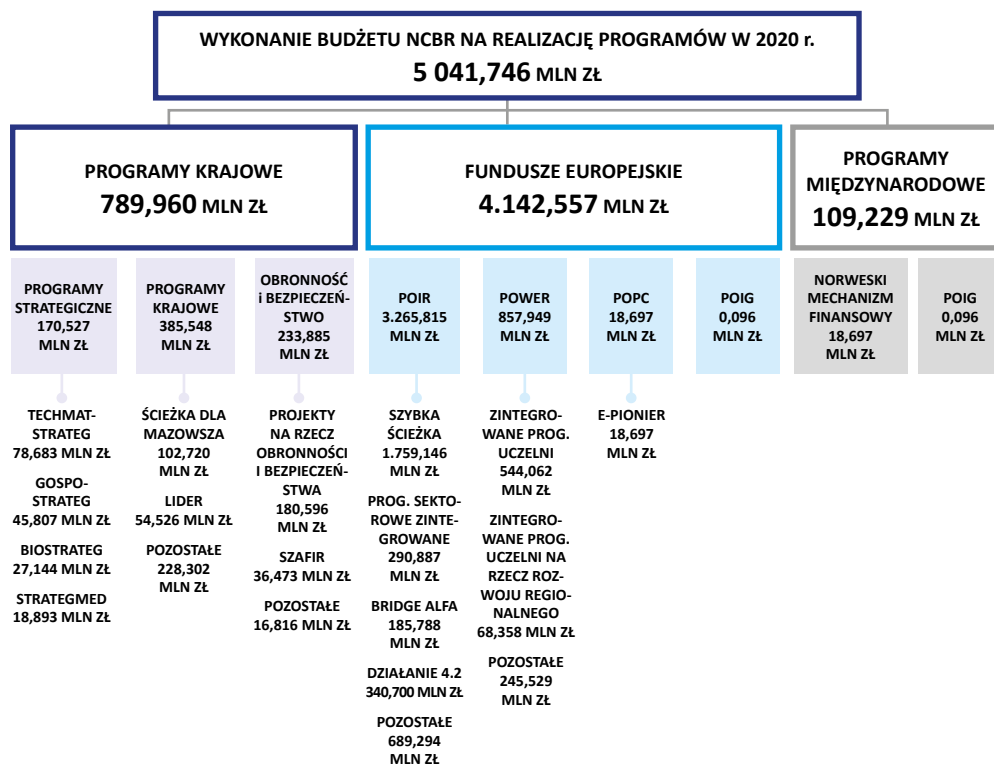 WYKONANIE BUDŻETU NCBR NA REALIZACJĘ PROGRAMÓW W 2020 r.
5 041,746 MLN ZŁ
PROGRAMY KRAJOWE
789,960 MLN ZŁ
FUNDUSZE EUROPEJSKIE
4.142,557 MLN ZŁ
PROGRAMY
MIĘDZYNARODOWE
109,229 MLN ZŁ
PROGRAMY
STRATEGICZNE
170,527
MLN ZŁ
PROGRAMY
KRAJOWE
385,548
MLN ZŁ
OBRONNOŚĆ
i BEZPIECZEŃ-
STWO
233,885
MLN ZŁ
POIR
3.265,815
MLN ZŁ
POWER
857,949
MLN ZŁ
POPC
18,697
MLN ZŁ
POIG
0,096
MLN ZŁ
NORWESKI
MECHANIZM
FINANSOWY
18,697
MLN ZŁ
POIG
0,096
MLN ZŁ
TECHMAT-
STRATEG
78,683 MLN ZŁ
GOSPO-
STRATEG
45,807 MLN ZŁ
BIOSTRATEG
27,144 MLN ZŁ
STRATEGMED
18,893 MLN ZŁ
ŚCIEŻKA DLA
MAZOWSZA
102,720
MLN ZŁ
LIDER
54,526 MLN ZŁ
POZOSTAŁE
228,302
MLN ZŁ
PROJEKTY
NA RZECZ
OBRONNOŚCI
I BEZPIECZEŃ-
STWA
180,596
MLN ZŁ
SZAFIR
36,473 MLN ZŁ
POZOSTAŁE
16,816 MLN ZŁ
SZYBKA
ŚCIEŻKA
1.759,146
MLN ZŁ
PROG. SEKTO-
ROWE ZINTE-
GROWANE
290,887
MLN ZŁ
BRIDGE ALFA
185,788
MLN ZŁ
DZIAŁANIE 4.2
340,700 MLN ZŁ
POZOSTAŁE
689,294
MLN ZŁ
ZINTEGRO-
WANE PROG.
UCZELNI
544,062
MLN ZŁ
ZINTEGRO-
WANE PROG.
UCZELNI NA
RZECZ ROZ-
WOJU REGIO-
NALNEGO
68,358 MLN ZŁ
POZOSTAŁE
245,529
MLN ZŁ
E-PIONIER
18,697
MLN ZŁ